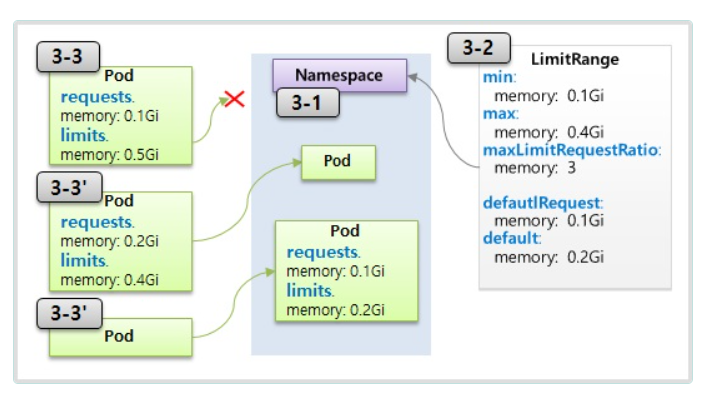 3-3
Pod
requests.
memory: 0.1Gi
limits.
memory: 0.5Gi
3-3'
Pod
requests.
memory: 0.2Gi
limits.
memory: 0.4Gi
3-3'
Pod
Namespace
3-1
Pod
Pod
requests.
memory: 0.1Gi
limits.
memory: 0.2Gi
3-2
LimitRange
min:
memory: 0.1Gi
max:
memory: 0.4Gi
maxLimitRequestRatio:
memory: 3
defautlRequest:
memory: 0.1Gi
default:
memory: 0.2Gi